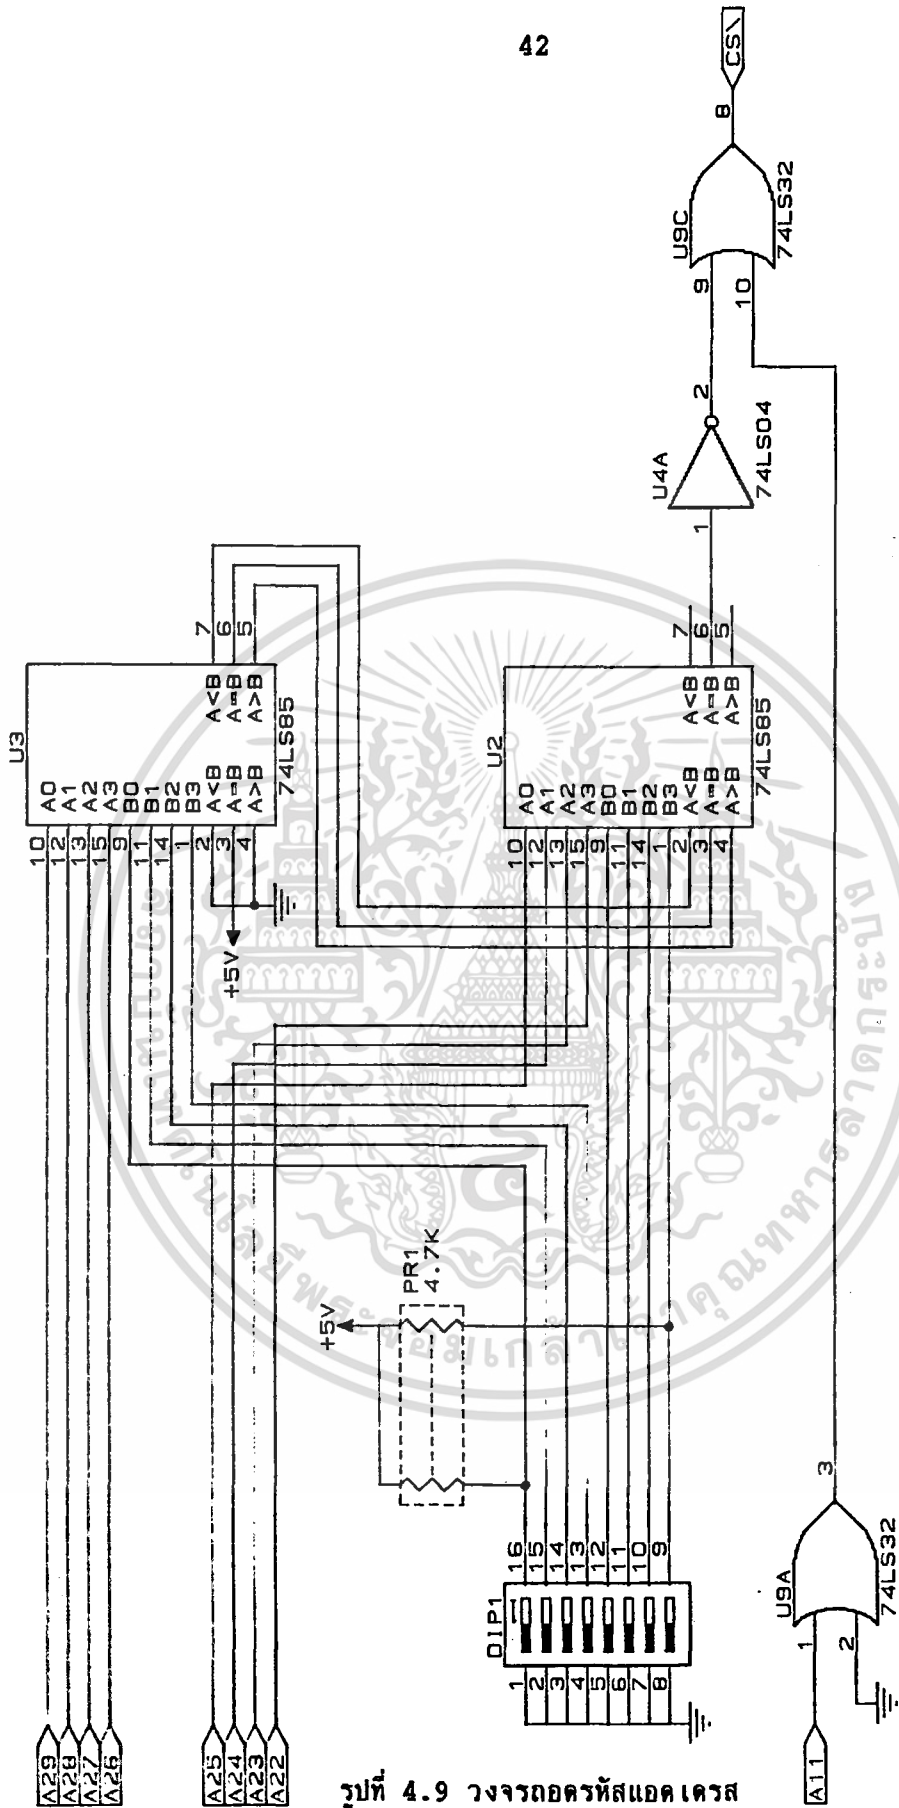 42
A29
A28
A27
A26
A25
A24
A23
A22
A11
DIP1
1
2
3
4
5
6
7
8
16
15
14
13
12
11
10
9
+5V
PR1
4.7K
U3
10 A0
12 A1
13 A2
15 A3
9 B0
11 B1
14 B2
1 B3
2 A<B
3 A=B
4 A>B
A<B 7
A=B 6
A>B 5
74LS85
+5V
U2
10 A0
12 A1
13 A2
15 A3
9 B0
11 B1
14 B2
1 B3
2 A<B
3 A=B
4 A>B
A<B 7
A=B 6
A>B 5
74LS85
U4A
1
2
74LS04
U9C
9
10
8
74LS32
CS\
U9A
1
2
3
74LS32
รูปที่ 4.9 วงจรถอดรหัสแอดเดรส